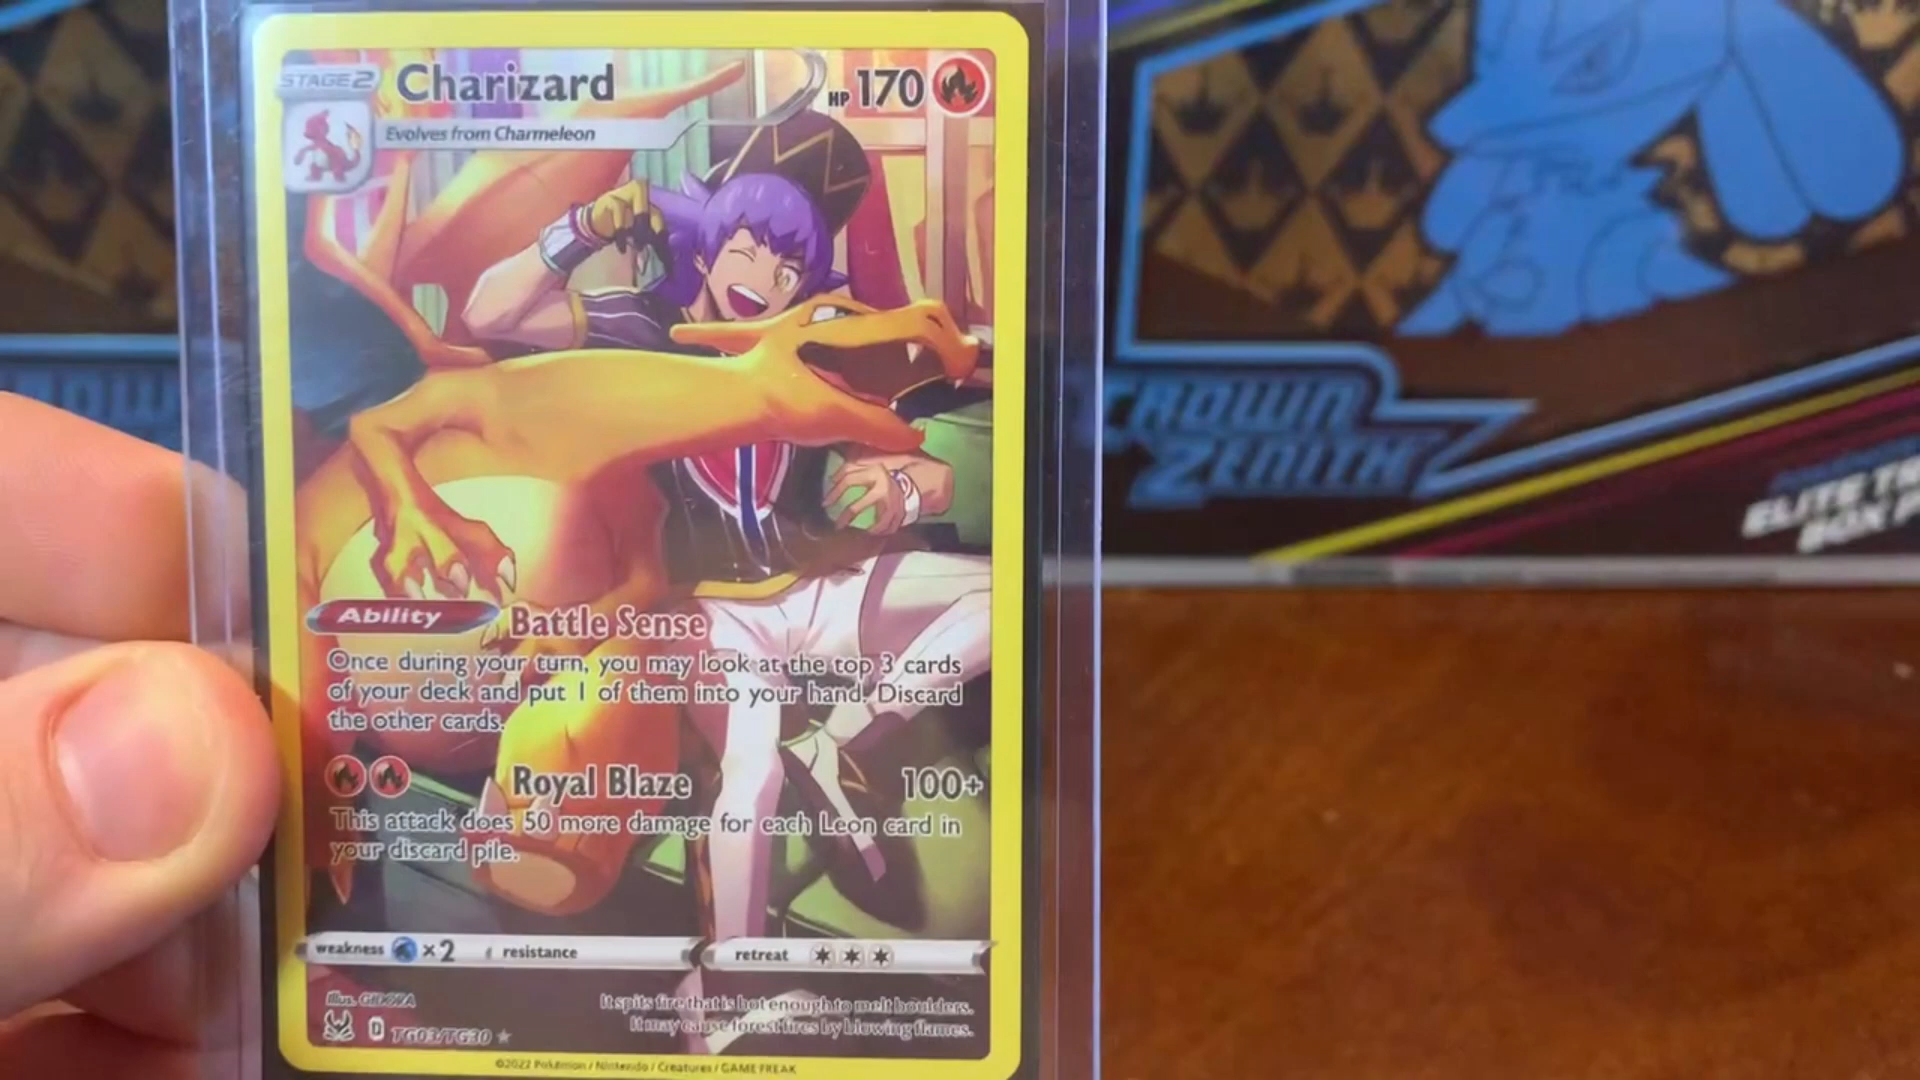 STAGE 2 Charizard HP 170
Evolves from Charmeleon
Ability Battle Sense
Once during your turn, you may look at the top 3 cards
of your deck and put 1 of them into your hand. Discard
the other cards.
Royal Blaze 100+
This attack does 50 more damage for each Leon card in
your discard pile.
weakness ×2 resistance retreat
Illus. GIDORA
It spits fire that is hot enough to melt boulders.
It may cause forest fires by blowing flames.
D TG03/TG30
©2022 Pokémon / Nintendo / Creatures / GAME FREAK
CROWN
ZENITH
ELITE
BOX